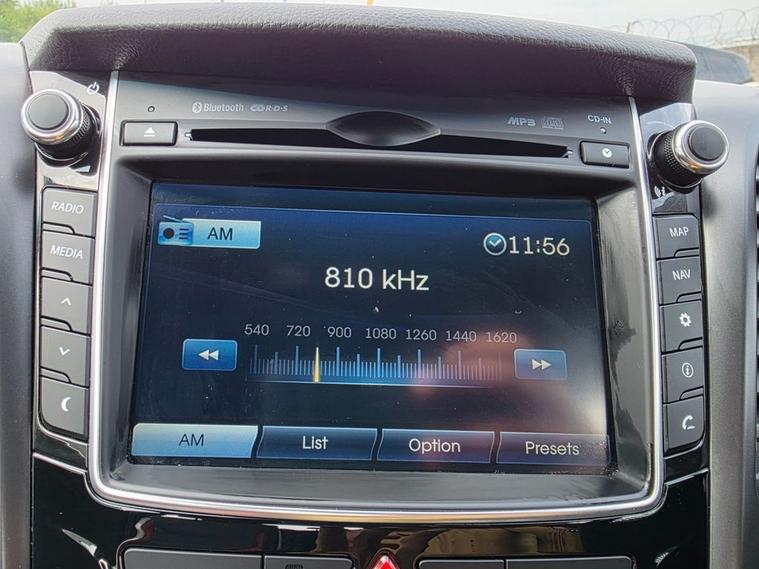 Bluetooth R·D·S
MP3
CD-IN
RADIO
MEDIA
MAP
NAV
AM
11:56
810 kHz
540 720 900 1080 1260 1440 1620
AM List Option Presets